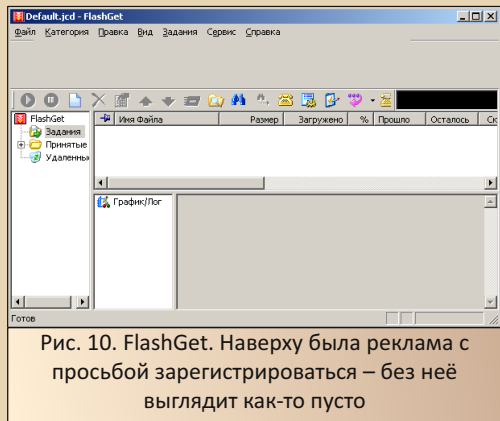 Default.jcd - FlashGet
Файл Категория Правка Вид Задания Сервис Справка
FlashGet
Задания
Принятые
Удаленны
Имя Файла Размер Загружено % Прошло Осталось Ск
График/Лог
Готов
Рис. 10. FlashGet. Наверху была реклама с
просьбой зарегистрироваться – без неё
выглядит как-то пусто